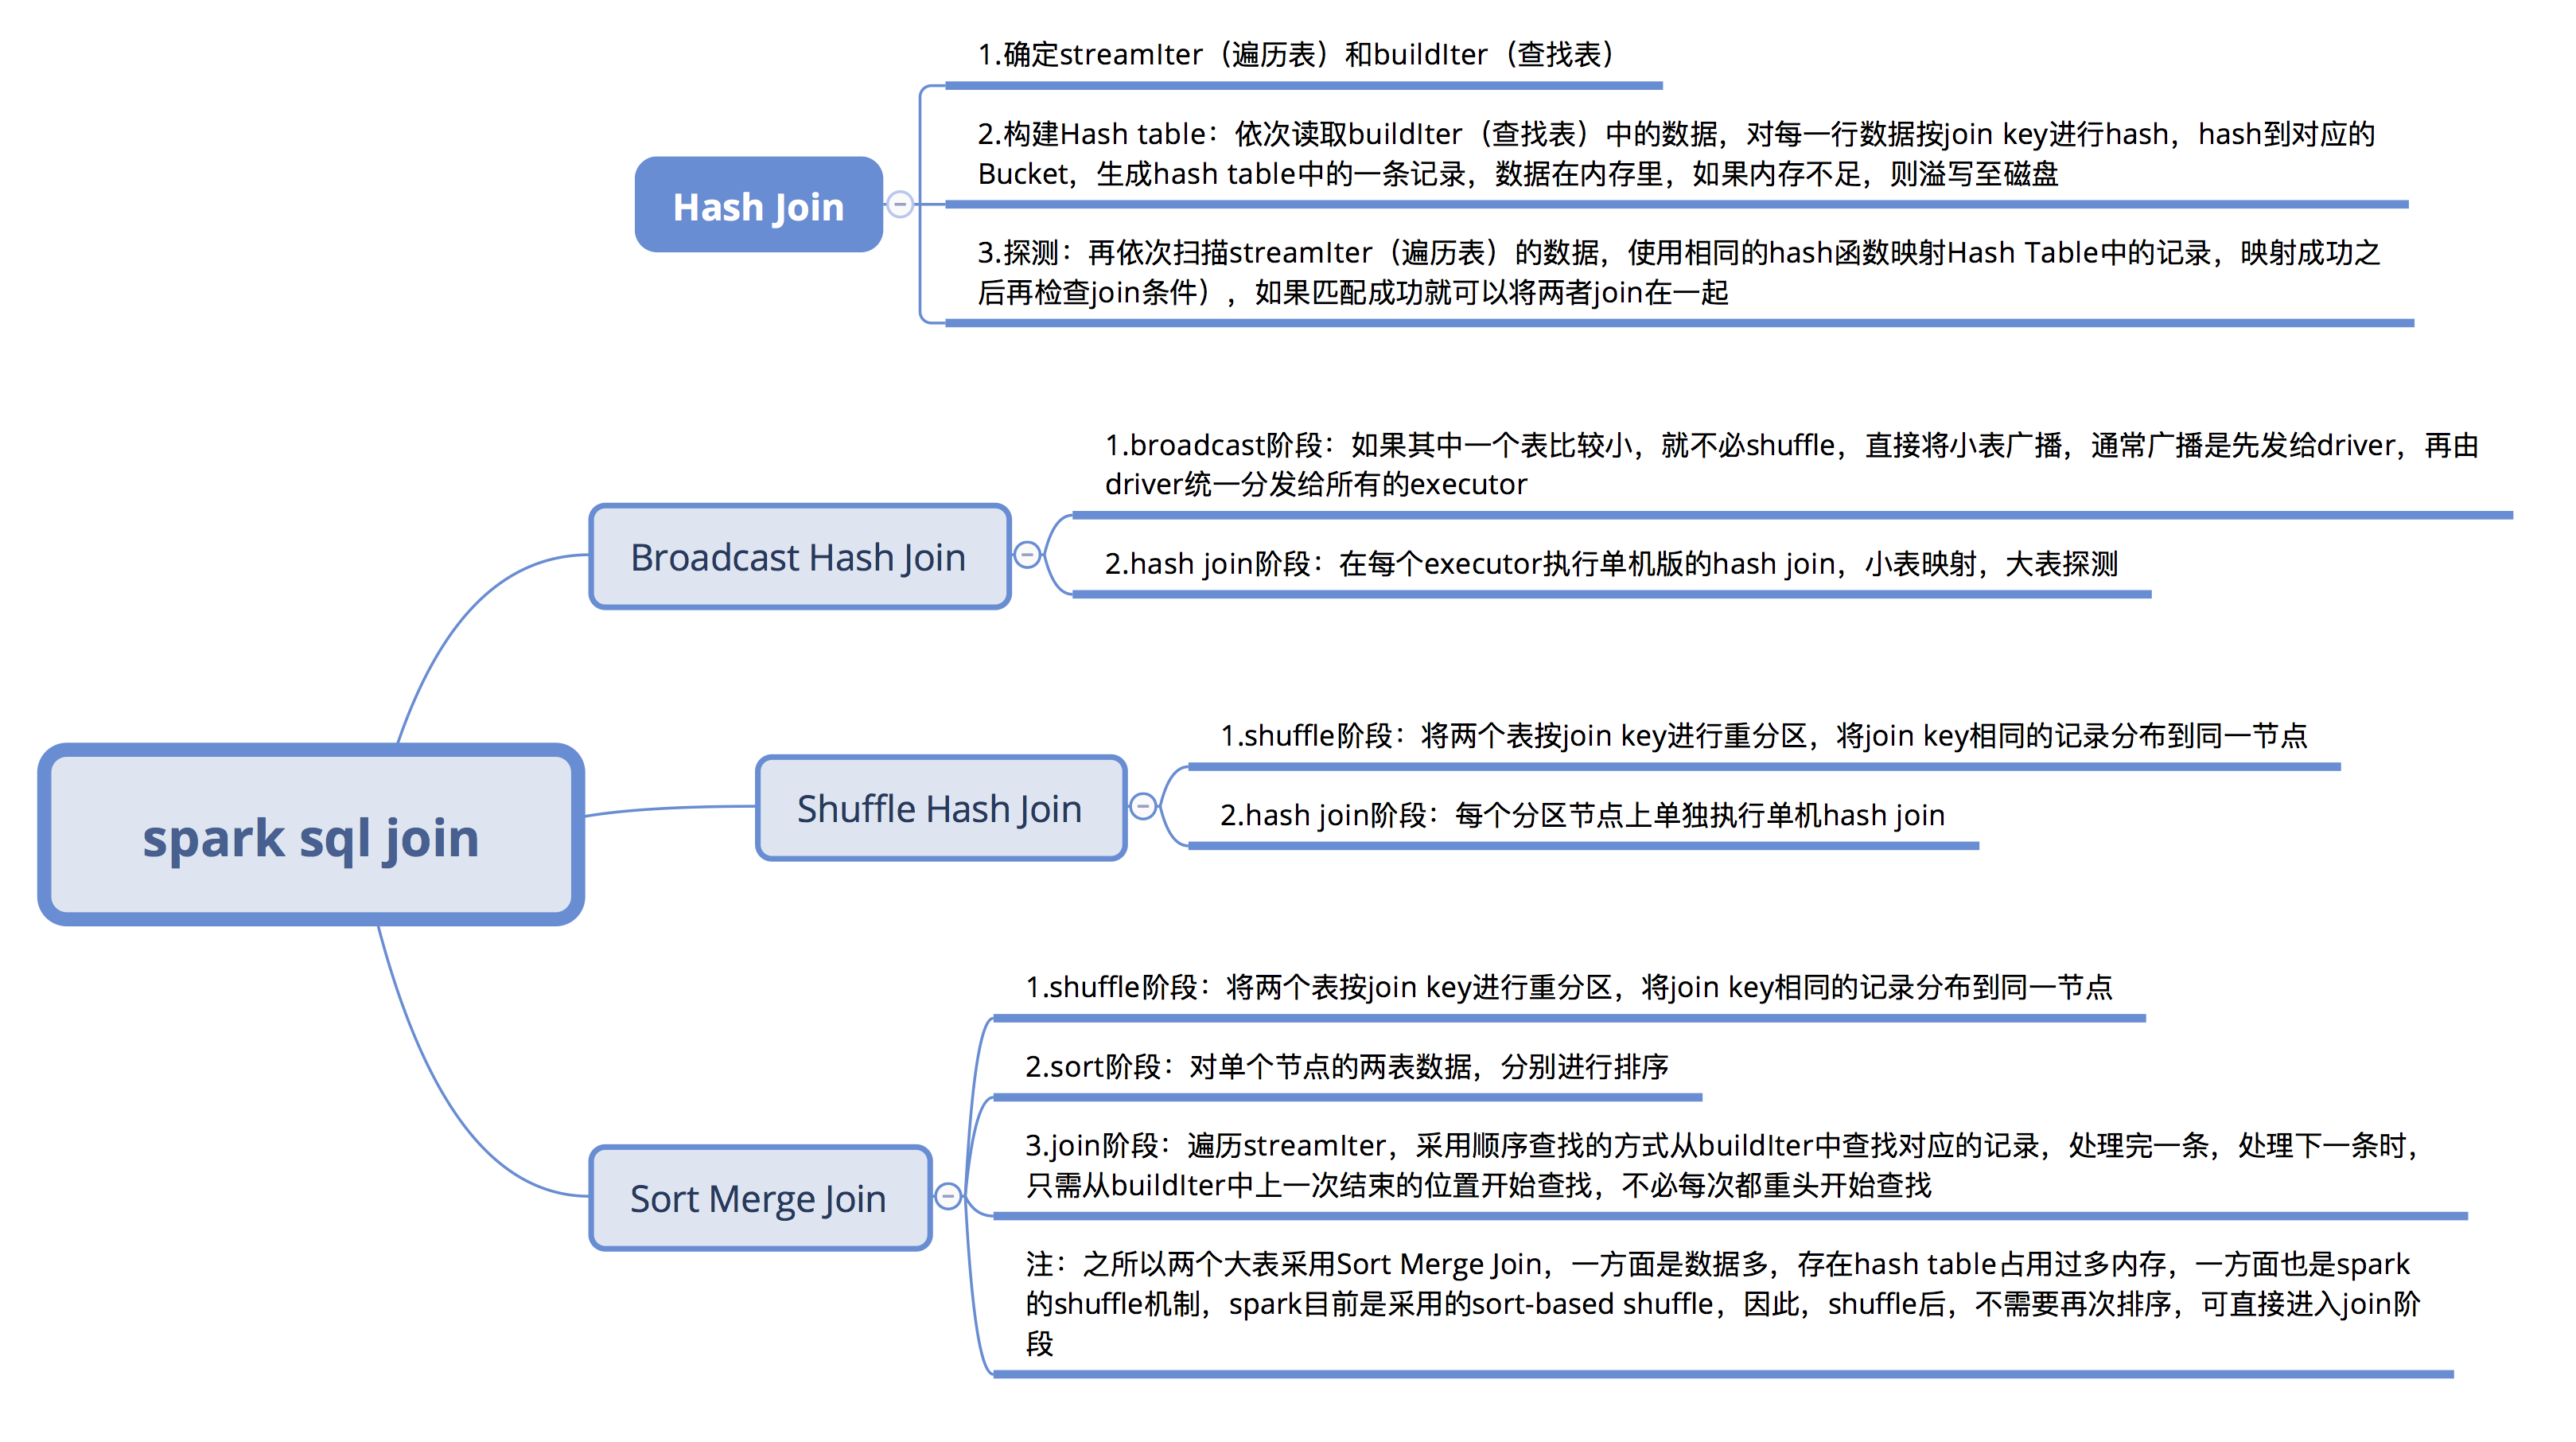 Hash Join
1.确定streamIter（遍历表）和buildIter（查找表）
2.构建Hash table：依次读取buildIter（查找表）中的数据，对每一行数据按join key进行hash，hash到对应的
Bucket，生成hash table中的一条记录，数据在内存里，如果内存不足，则溢写至磁盘
3.探测：再依次扫描streamIter（遍历表）的数据，使用相同的hash函数映射Hash Table中的记录，映射成功之
后再检查join条件），如果匹配成功就可以将两者join在一起
spark sql join
Broadcast Hash Join
1.broadcast阶段：如果其中一个表比较小，就不必shuffle，直接将小表广播，通常广播是先发给driver，再由
driver统一分发给所有的executor
2.hash join阶段：在每个executor执行单机版的hash join，小表映射，大表探测
Shuffle Hash Join
1.shuffle阶段：将两个表按join key进行重分区，将join key相同的记录分布到同一节点
2.hash join阶段：每个分区节点上单独执行单机hash join
Sort Merge Join
1.shuffle阶段：将两个表按join key进行重分区，将join key相同的记录分布到同一节点
2.sort阶段：对单个节点的两表数据，分别进行排序
3.join阶段：遍历streamIter，采用顺序查找的方式从buildIter中查找对应的记录，处理完一条，处理下一条时，
只需从buildIter中上一次结束的位置开始查找，不必每次都重头开始查找
注：之所以两个大表采用Sort Merge Join，一方面是数据多，存在hash table占用过多内存，一方面也是spark
的shuffle机制，spark目前是采用的sort-based shuffle，因此，shuffle后，不需要再次排序，可直接进入join阶
段